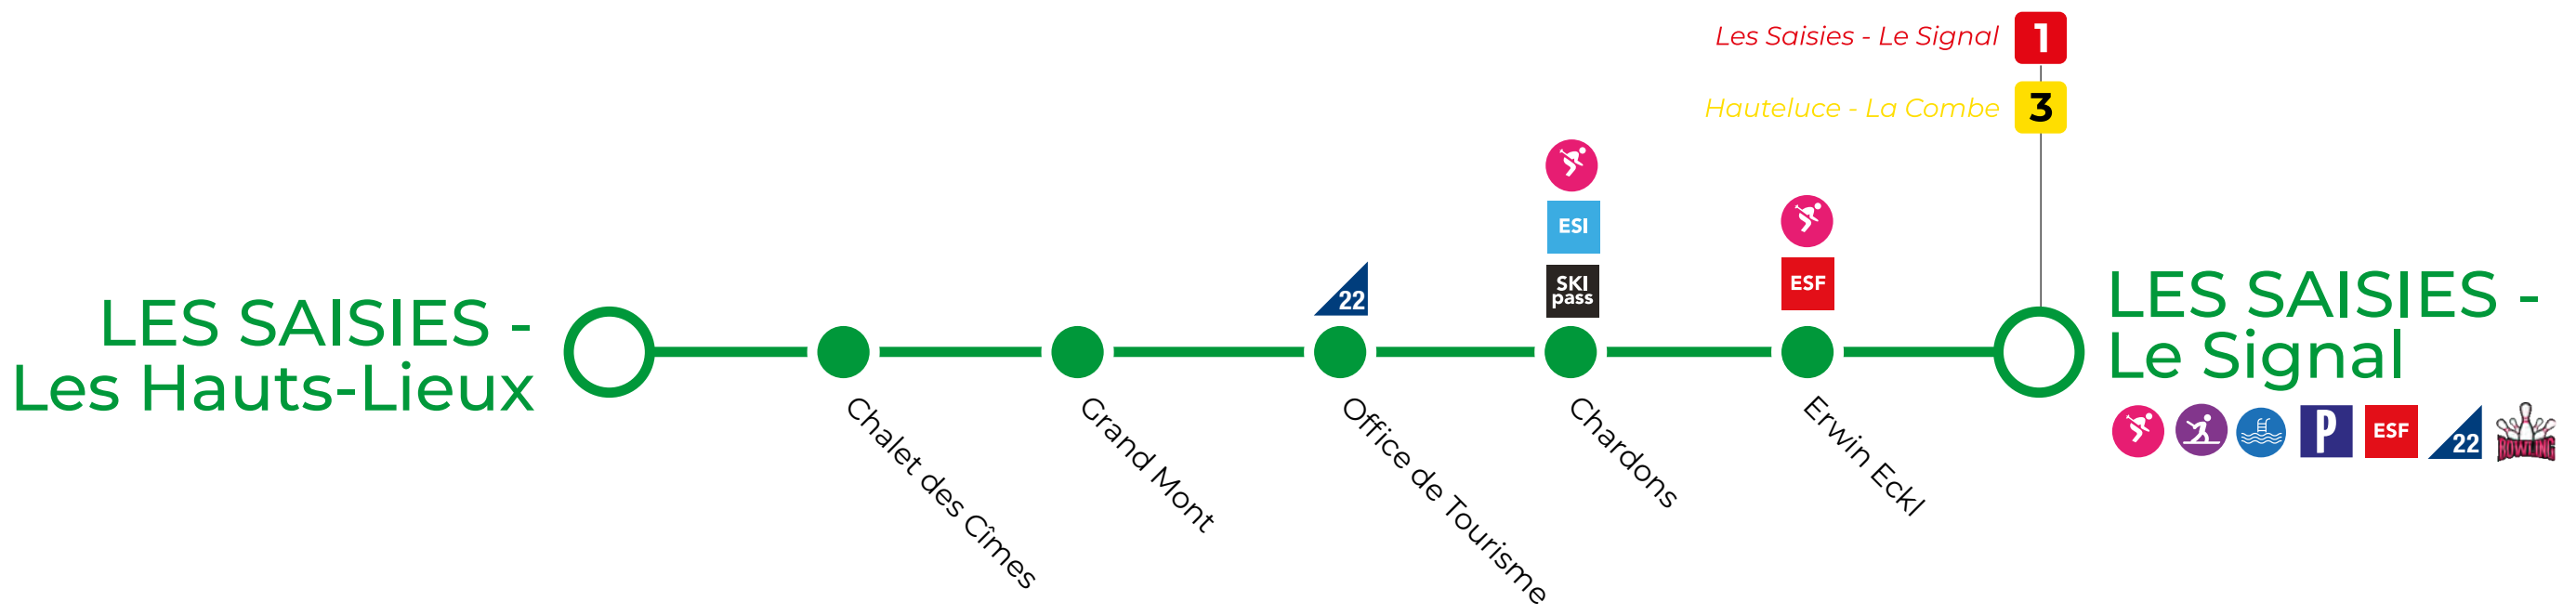 Les Saisies - Le Signal 1
Hauteluce - La Combe 3
ESI
SKI
pass
ESF
22
LES SAISIES -
Les Hauts-Lieux
LES SAISIES -
Le Signal
P
ESF
22
BOWLING
Chalet des Cîmes
Grand Mont
Office de Tourisme
Chardons
Erwin Eckl